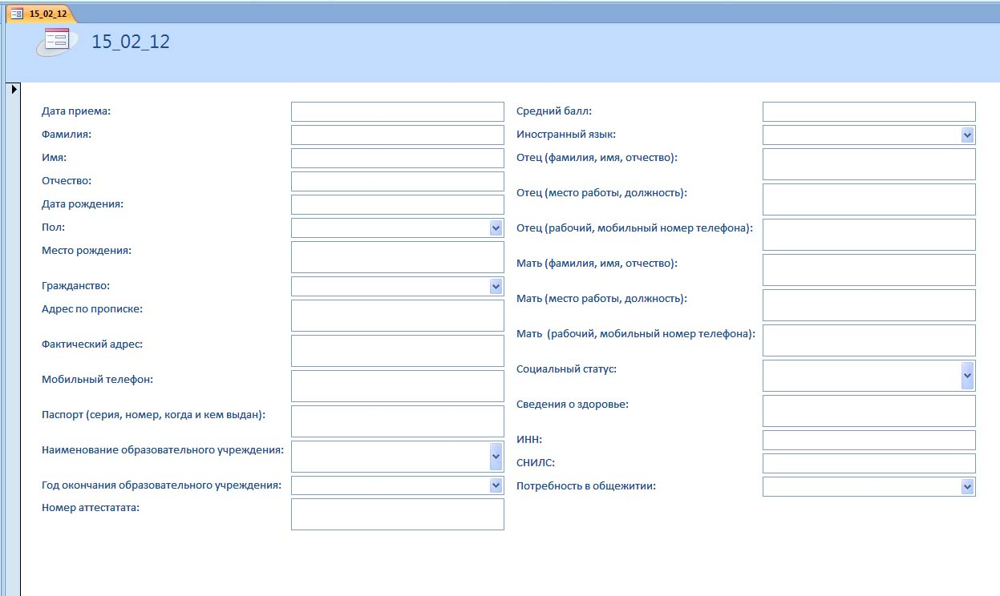 15_02_12
15_02_12
Дата приема:
Фамилия:
Имя:
Отчество:
Дата рождения:
Пол:
Место рождения:
Гражданство:
Адрес по прописке:
Фактический адрес:
Мобильный телефон:
Паспорт (серия, номер, когда и кем выдан):
Наименование образовательного учреждения:
Год окончания образовательного учреждения:
Номер аттестатата:
Средний балл:
Иностранный язык:
Отец (фамилия, имя, отчество):
Отец (место работы, должность):
Отец (рабочий, мобильный номер телефона):
Мать (фамилия, имя, отчество):
Мать (место работы, должность):
Мать  (рабочий, мобильный номер телефона):
Социальный статус:
Сведения о здоровье:
ИНН:
СНИЛС:
Потребность в общежитии: